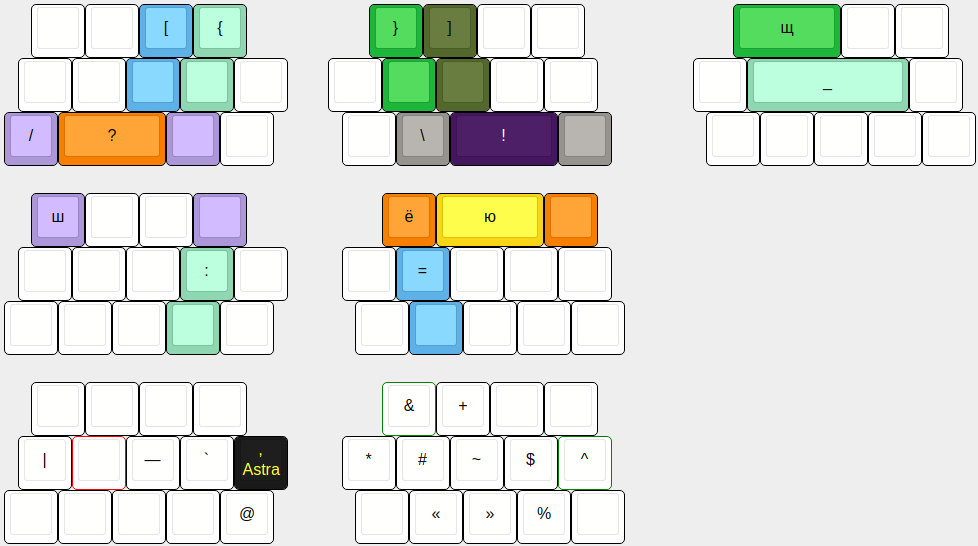 [ {
} ]
щ
_
/ ?
\ !
ш
ё ю
:
=
& +
| — ` ,
Astra
* # ~ $ ^
@
« » %